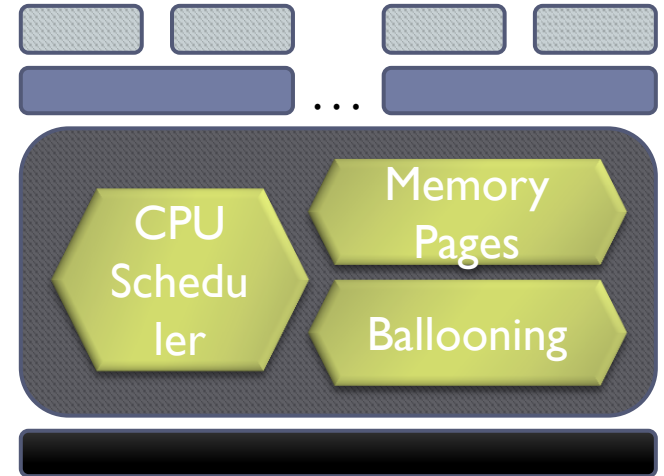 ...
CPU
Schedu
ler
Memory
Pages
Ballooning